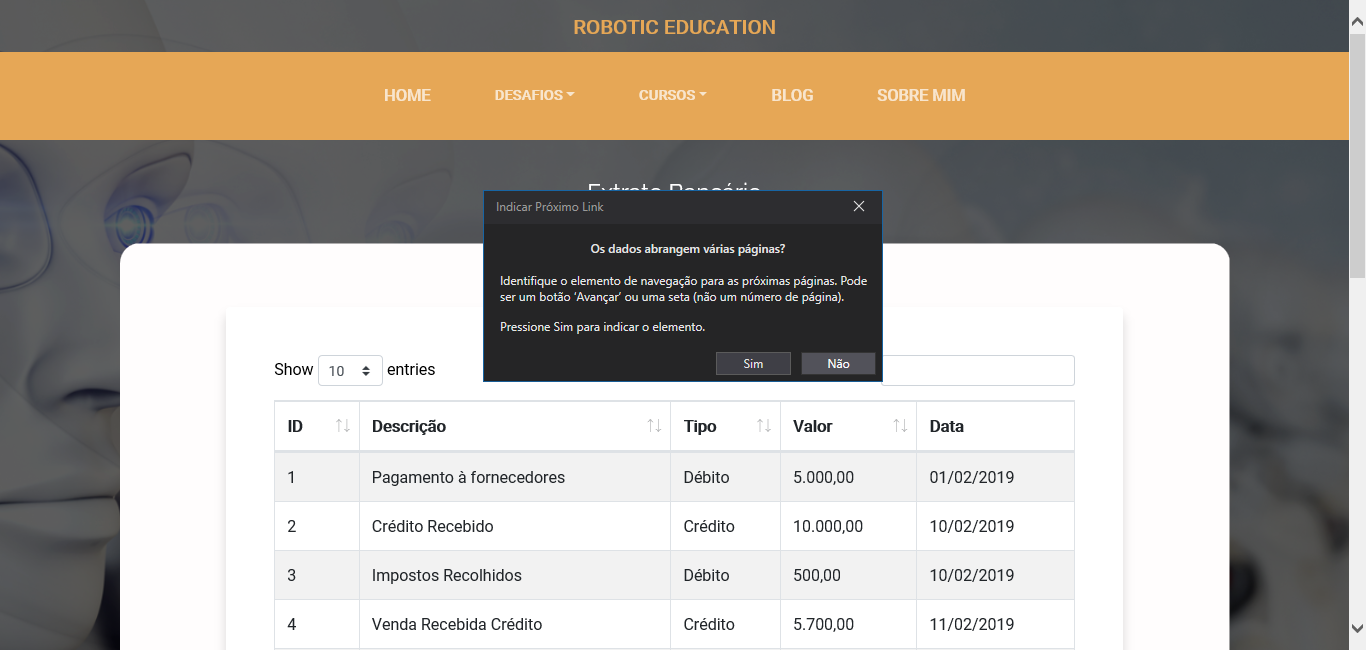 ROBOTIC EDUCATION
HOME DESAFIOS CURSOS BLOG SOBRE MIM
Extrato Bancário
Indicar Próximo Link
Os dados abrangem várias páginas?
Identifique o elemento de navegação para as próximas páginas. Pode
ser um botão 'Avançar' ou uma seta (não um número de página).
Pressione Sim para indicar o elemento.
Sim Não
Show 10 entries
ID Descrição Tipo Valor Data
1 Pagamento à fornecedores Débito 5.000,00 01/02/2019
2 Crédito Recebido Crédito 10.000,00 10/02/2019
3 Impostos Recolhidos Débito 500,00 10/02/2019
4 Venda Recebida Crédito Crédito 5.700,00 11/02/2019